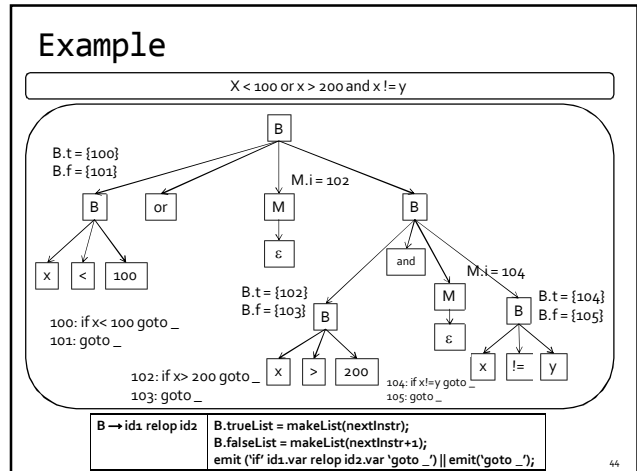 Example
X < 100 or x > 200 and x != y
B
B.t = {100}
B.f = {101}
M.i = 102
B
or
M
B
ε
x
<
100
and
M.i = 104
B.t = {102}
B.f = {103}
B
M
B
B.t = {104}
B.f = {105}
ε
100: if x< 100 goto _
101: goto _
102: if x> 200 goto _
103: goto _
x
>
200
104: if x!=y goto _
105: goto _
x
!=
y
B → id1 relop id2
B.trueList = makeList(nextInstr);
B.falseList = makeList(nextInstr+1);
emit ('if' id1.var relop id2.var 'goto _') || emit('goto _');
44